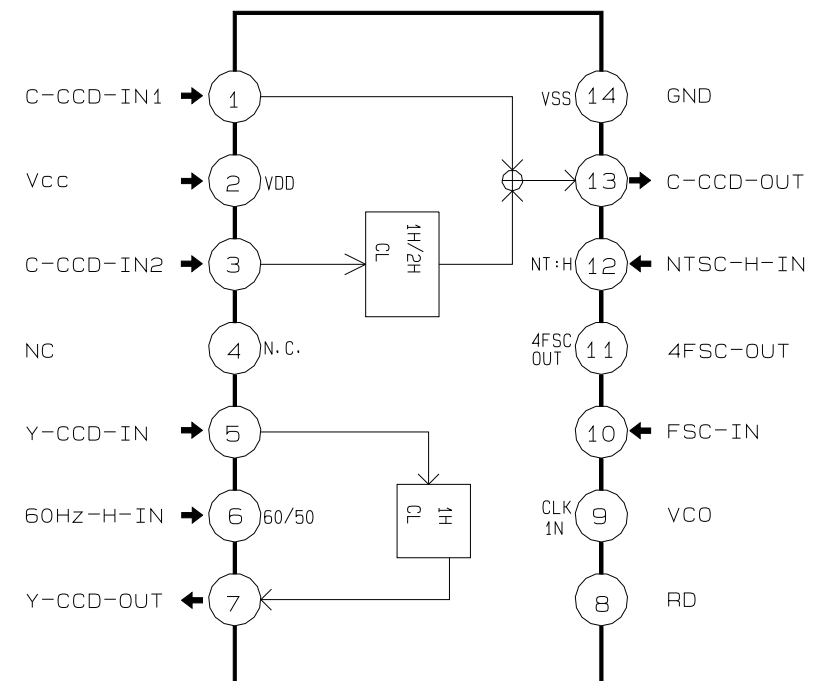 C-CCD-IN1
1
VSS
14
GND
Vcc
2
VDD
13
C-CCD-OUT
C-CCD-IN2
3
1H/2H
CL
NT:H
12
NTSC-H-IN
NC
4
N.C.
4FSC
OUT
11
4FSC-OUT
Y-CCD-IN
5
10
FSC-IN
60Hz-H-IN
6
60/50
1H
CL
CLK
1N
9
VCO
Y-CCD-OUT
7
8
RD